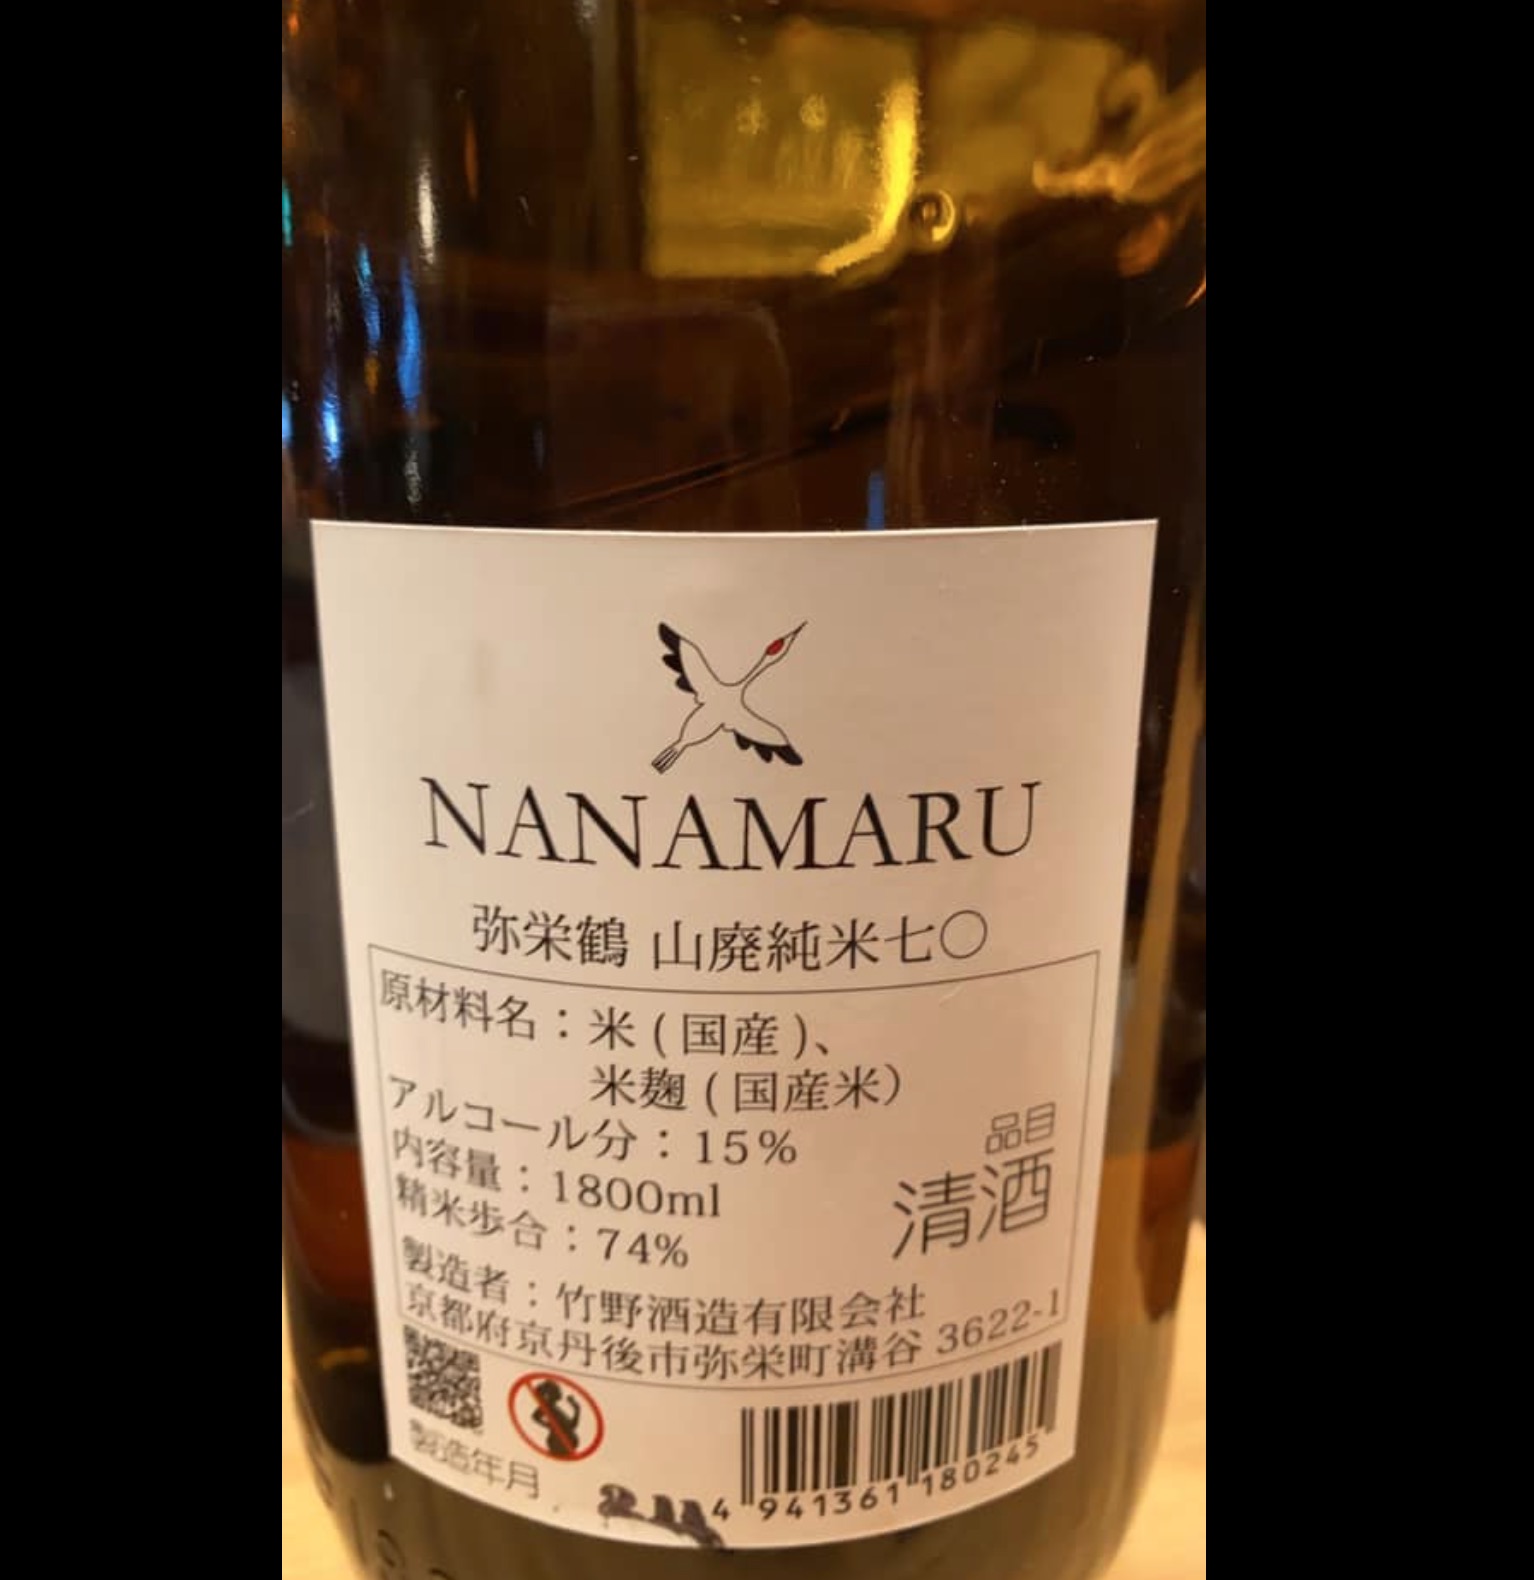 NANAMARU
弥栄鶴 山廃純米七〇
原材料名：米(国産)、
米麹(国産米)
アルコール分：15%
内容量：1800ml
精米歩合：74%
品目
清酒
製造者：竹野酒造有限会社
京都府京丹後市弥栄町溝谷 3622-1
製造年月
4 941361 180245